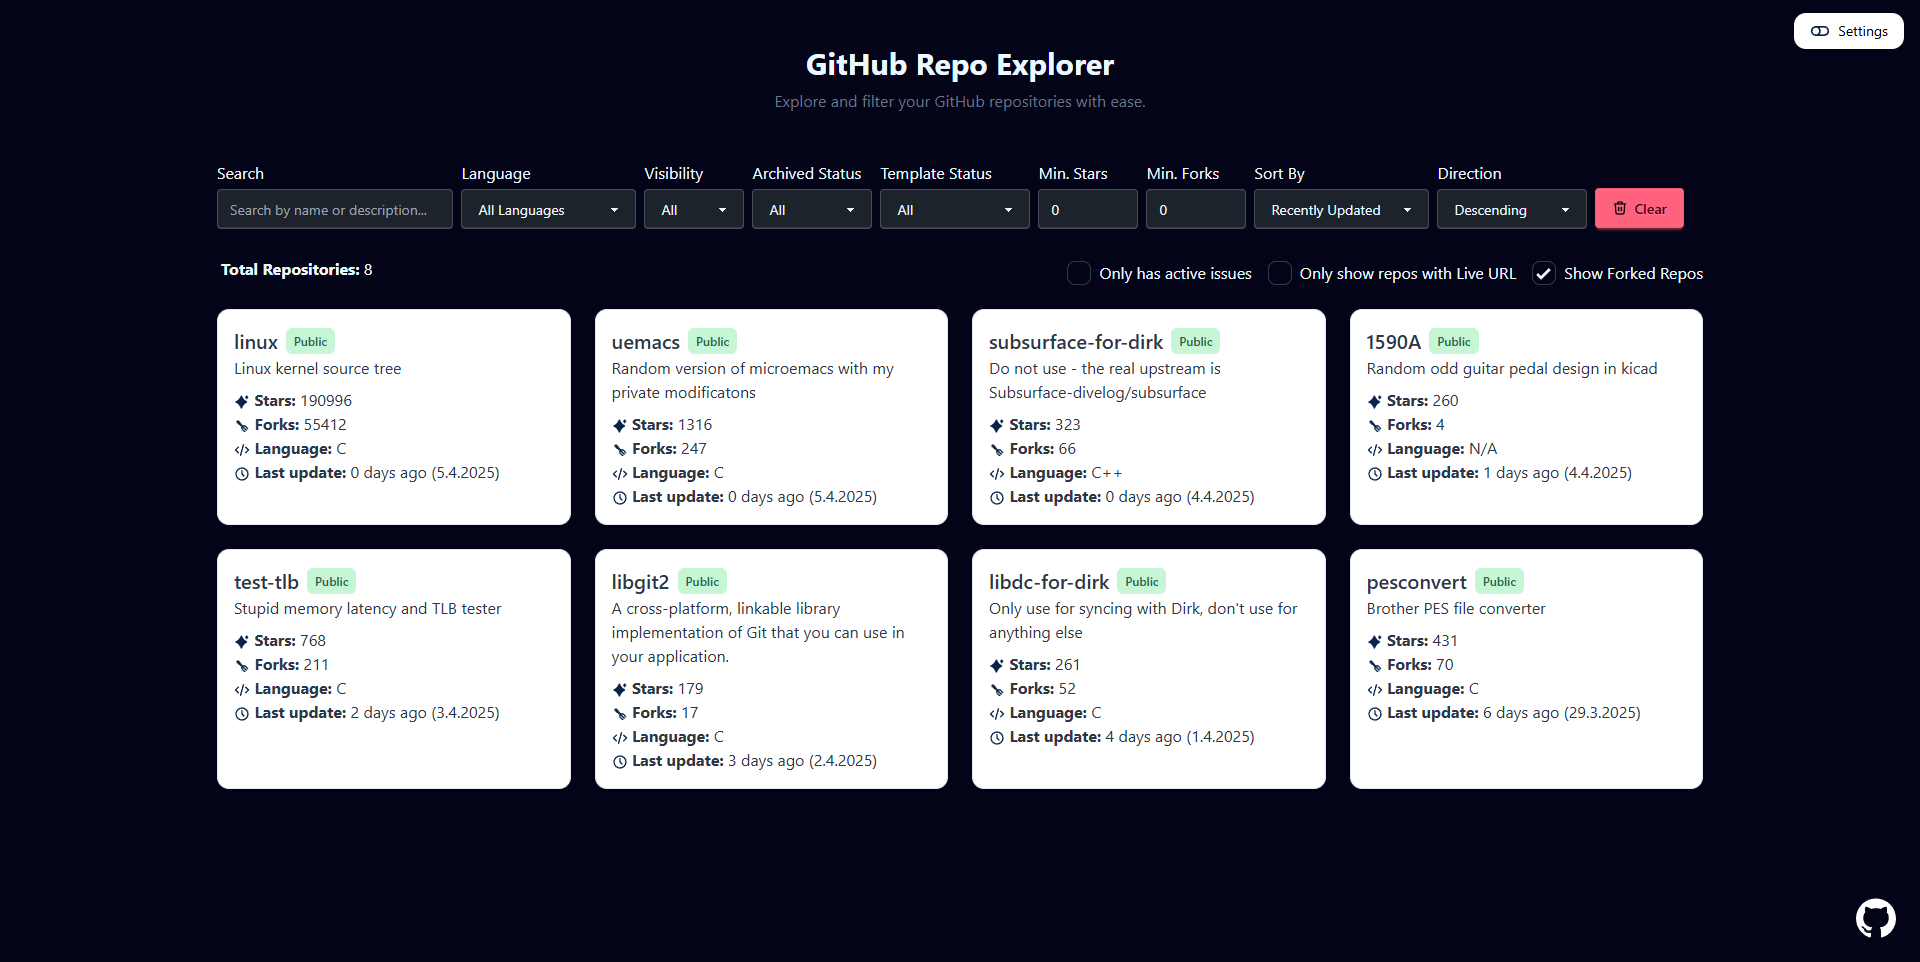 Settings
GitHub Repo Explorer
Explore and filter your GitHub repositories with ease.
Search Language Visibility Archived Status Template Status Min. Stars Min. Forks Sort By Direction
Search by name or description... All Languages All All All 0 0 Recently Updated Descending Clear
Total Repositories: 8 Only has active issues Only show repos with Live URL Show Forked Repos
linux Public
Linux kernel source tree
Stars: 190996
Forks: 55412
Language: C
Last update: 0 days ago (5.4.2025)
uemacs Public
Random version of microemacs with my
private modificatons
Stars: 1316
Forks: 247
Language: C
Last update: 0 days ago (5.4.2025)
subsurface-for-dirk Public
Do not use - the real upstream is
Subsurface-divelog/subsurface
Stars: 323
Forks: 66
Language: C++
Last update: 0 days ago (4.4.2025)
1590A Public
Random odd guitar pedal design in kicad
Stars: 260
Forks: 4
Language: N/A
Last update: 1 days ago (4.4.2025)
test-tlb Public
Stupid memory latency and TLB tester
Stars: 768
Forks: 211
Language: C
Last update: 2 days ago (3.4.2025)
libgit2 Public
A cross-platform, linkable library
implementation of Git that you can use in
your application.
Stars: 179
Forks: 17
Language: C
Last update: 3 days ago (2.4.2025)
libdc-for-dirk Public
Only use for syncing with Dirk, don't use for
anything else
Stars: 261
Forks: 52
Language: C
Last update: 4 days ago (1.4.2025)
pesconvert Public
Brother PES file converter
Stars: 431
Forks: 70
Language: C
Last update: 6 days ago (29.3.2025)